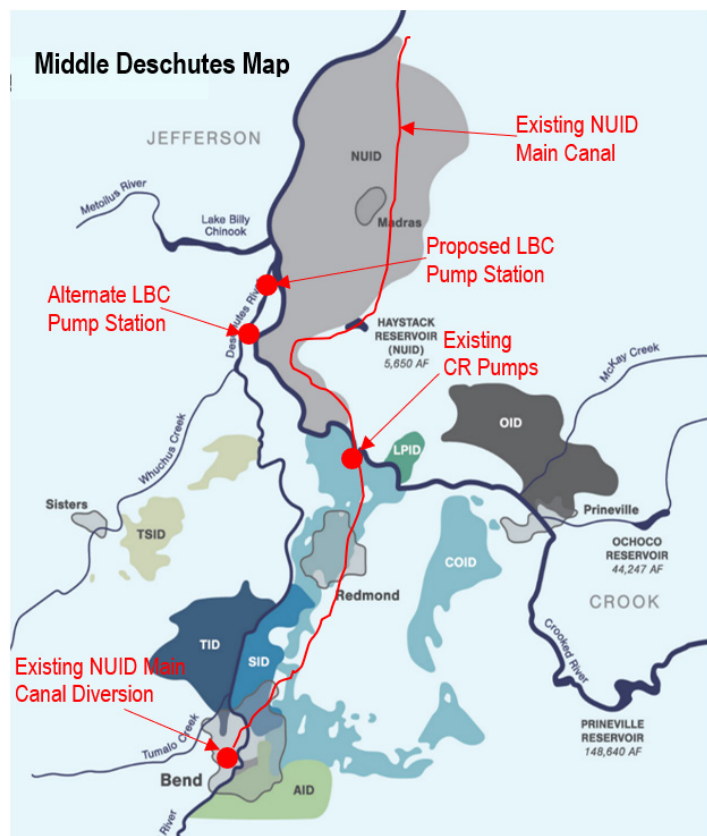 Middle Deschutes Map
JEFFERSON
Existing NUID
Main Canal
NUID
Metolius River
Madras
Lake Billy
Chinook
Proposed LBC
Pump Station
Alternate LBC
Pump Station
Deschutes River
HAYSTACK
RESERVOIR
(NUID)
5,650 AF
Existing
CR Pumps
McKay Creek
OID
LPID
Whuchus Creek
Sisters
TSID
Prineville
OCHOCO
RESERVOIR
44,247 AF
COID
Redmond
CROOK
TID
SID
Crooked River
Existing NUID Main
Canal Diversion
PRINEVILLE
RESERVOIR
148,640 AF
Tumalo Creek
Bend
AID
River